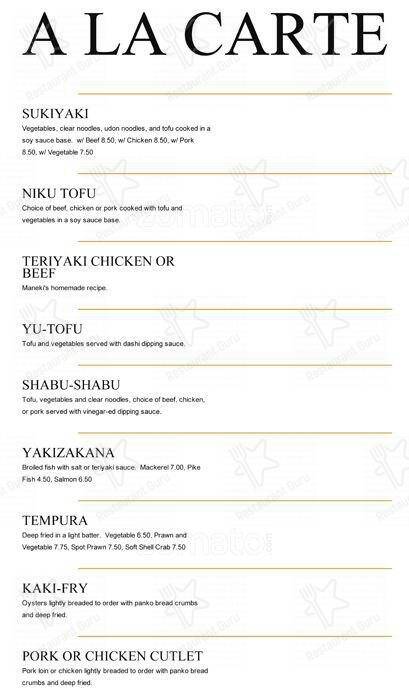 A LA CARTE
SUKIYAKI
Vegetables, clear noodles, udon noodles, and tofu cooked in a
soy sauce base. w/ Beef 8.50, w/ Chicken 8.50, w/ Pork
8.50, w/ Vegetable 7.50
NIKU TOFU
Choice of beef, chicken or pork cooked with tofu and
vegetables in a soy sauce base.
TERIYAKI CHICKEN OR
BEEF
Maneki's homemade recipe.
YU-TOFU
Tofu and vegetables served with dashi dipping sauce.
SHABU-SHABU
Tofu, vegetables and clear noodles, choice of beef, chicken,
or pork served with vinegar-ed dipping sauce.
YAKIZAKANA
Broiled fish with salt or teriyaki sauce. Mackerel 7.00, Pike
Fish 4.50, Salmon 6.50
TEMPURA
Deep fried in a light batter. Vegetable 6.50, Prawn and
Vegetable 7.75, Spot Prawn 7.50, Soft Shell Crab 7.50
KAKI-FRY
Oysters lightly breaded to order with panko bread crumbs
and deep fried.
PORK OR CHICKEN CUTLET
Pork loin or chicken lightly breaded to order with panko bread
crumbs and deep fried.